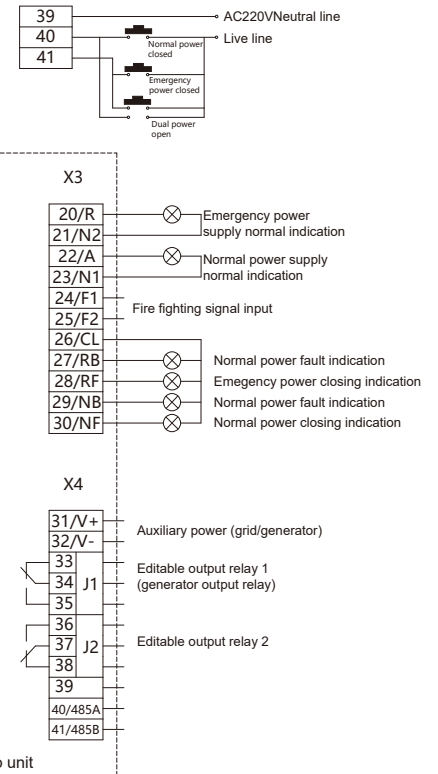 39
AC220VNeutral line
40
Live line
Normal power
closed
41
Emergency
power closed
Dual power
open
X3
20/R
Emergency power
21/N2
supply normal indication
22/A
Normal power supply
23/N1
normal indication
24/F1
Fire fighting signal input
25/F2
26/CL
27/RB
Normal power fault indication
28/RF
Emegency power closing indication
29/NB
Normal power fault indication
30/NF
Normal power closing indication
X4
31/V+
Auxiliary power (grid/generator)
32/V-
33
Editable output relay 1
34
J1
(generator output relay)
35
36
37
J2
Editable output relay 2
38
39
40/485A
41/485B
unit